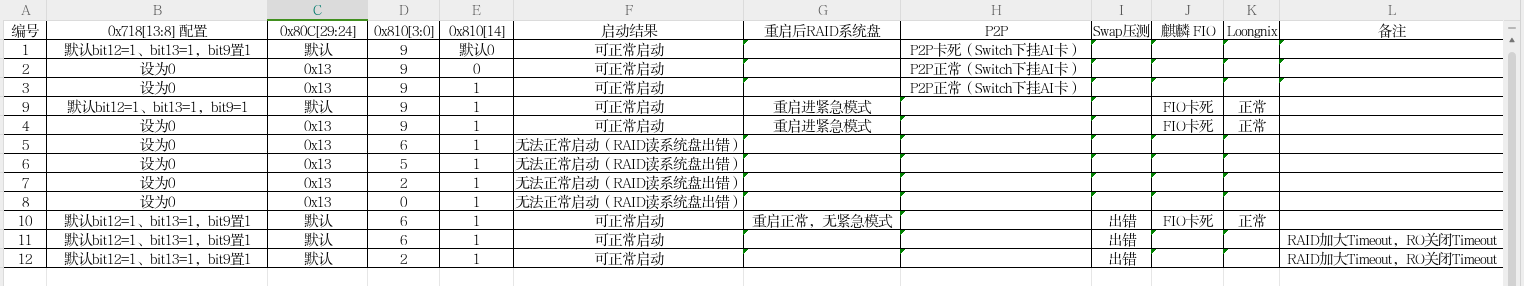 A B C D E F G H I J K L
编号 0x718[13:8] 配置 0x80C[29:24] 0x810[3:0] 0x810[14] 启动结果 重启后RAID系统盘 P2P Swap压测 麒麟 FIO Loongnix 备注
1 默认bit12=1、bit13=1，bit9置1 默认 9 默认0 可正常启动 P2P卡死（Switch下挂AI卡）
2 设为0 0x13 9 0 可正常启动 P2P正常（Switch下挂AI卡）
3 设为0 0x13 9 1 可正常启动 P2P正常（Switch下挂AI卡）
9 默认bit12=1、bit13=1，bit9=1 默认 9 1 可正常启动 重启进紧急模式 FIO卡死 正常
4 设为0 0x13 9 1 可正常启动 重启进紧急模式 FIO卡死 正常
5 设为0 0x13 6 1 无法正常启动（RAID读系统盘出错）
6 设为0 0x13 5 1 无法正常启动（RAID读系统盘出错）
7 设为0 0x13 2 1 无法正常启动（RAID读系统盘出错）
8 设为0 0x13 0 1 无法正常启动（RAID读系统盘出错）
10 默认bit12=1、bit13=1，bit9置1 默认 6 1 可正常启动 重启正常，无紧急模式 出错 FIO卡死 正常
11 默认bit12=1、bit13=1，bit9置1 默认 6 1 可正常启动 出错 RAID加大Timeout，RO关闭Timeout
12 默认bit12=1、bit13=1，bit9置1 默认 2 1 可正常启动 出错 RAID加大Timeout，RO关闭Timeout